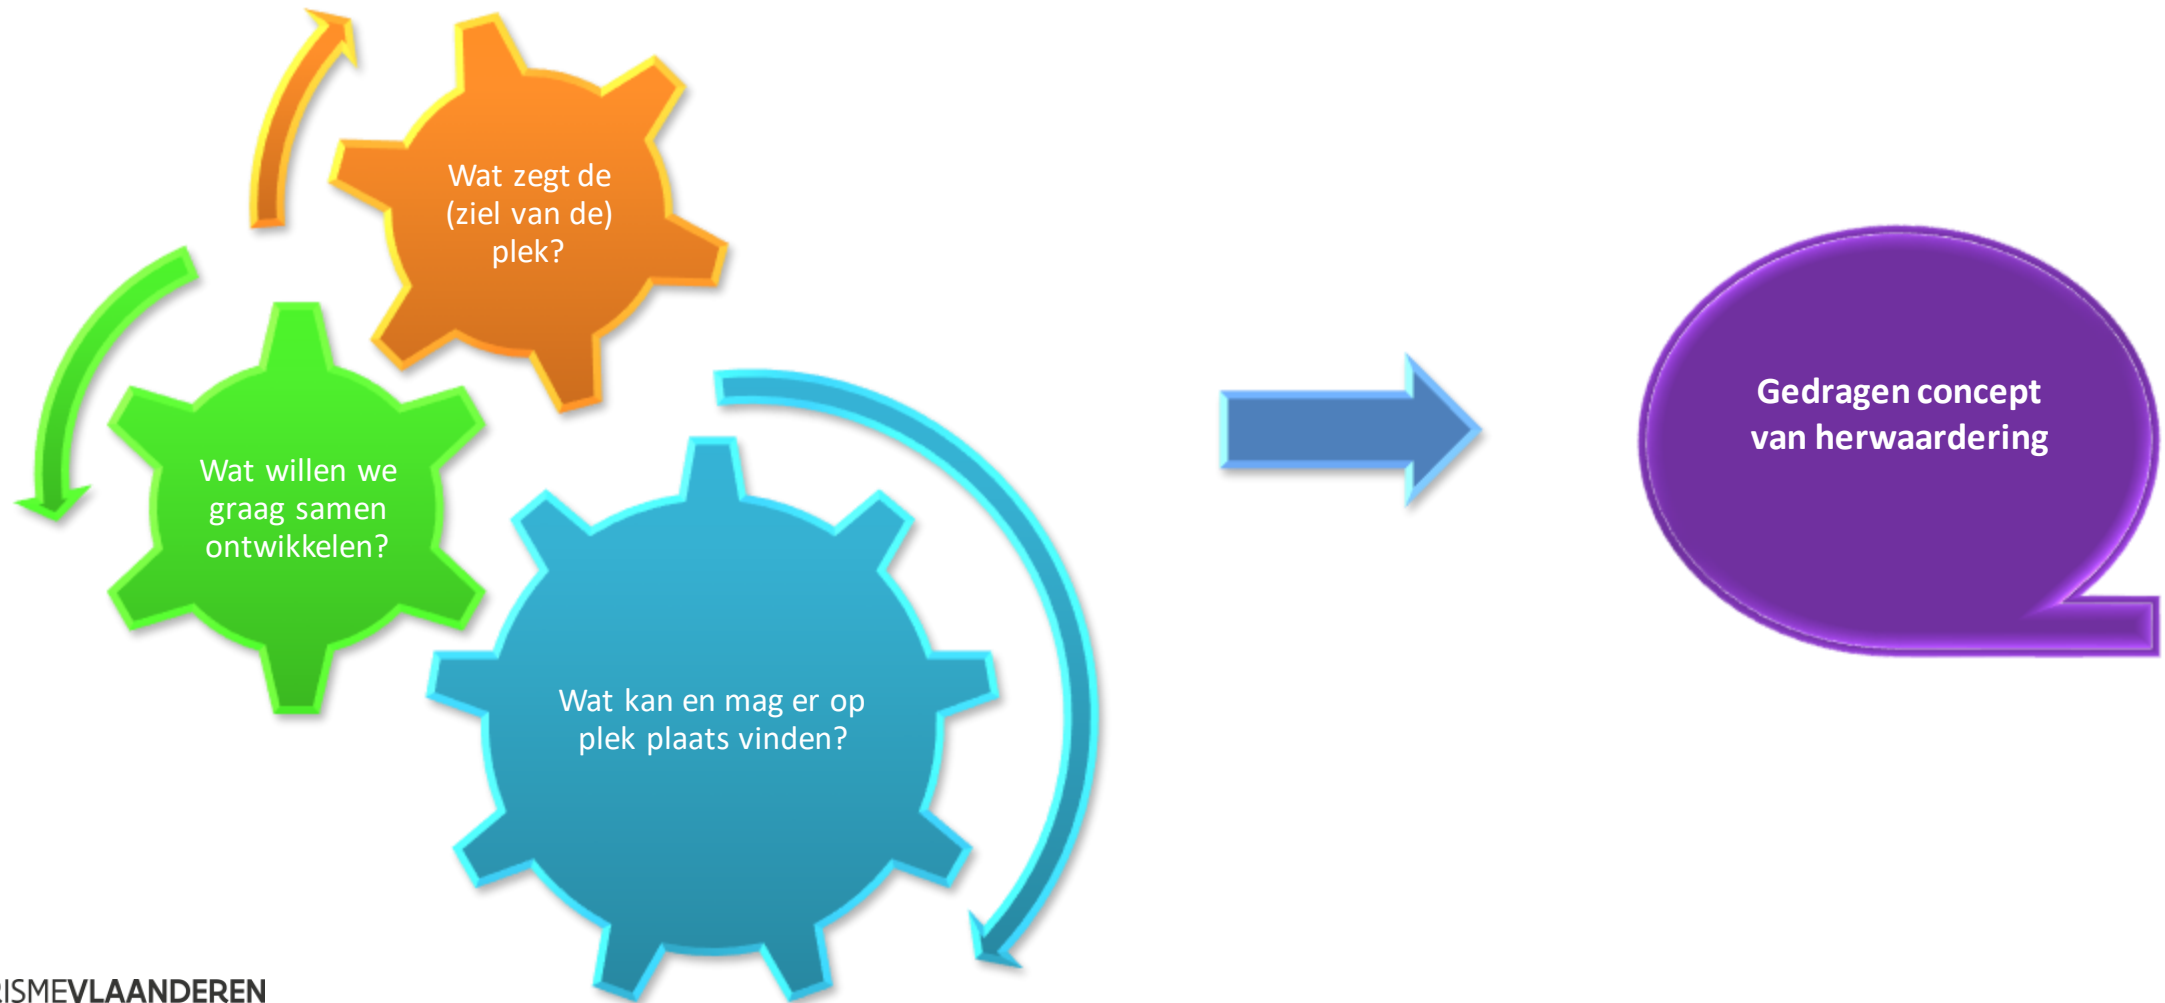 Wat zegt de
(ziel van de)
plek?
Wat willen we
graag samen
ontwikkelen?
Wat kan en mag er op
plek plaats vinden?
Gedragen concept
van herwaardering
RISMEVLAANDEREN